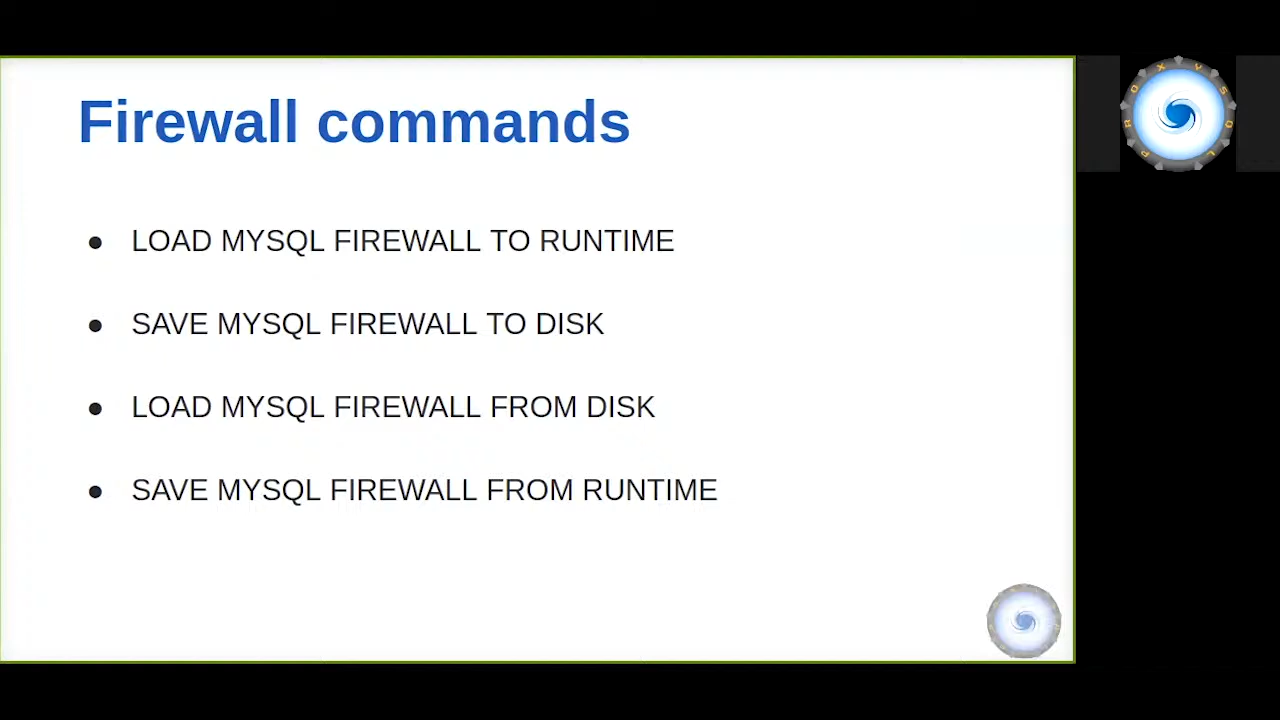 Firewall commands
● LOAD MYSQL FIREWALL TO RUNTIME
● SAVE MYSQL FIREWALL TO DISK
● LOAD MYSQL FIREWALL FROM DISK
● SAVE MYSQL FIREWALL FROM RUNTIME
PROXYSQL